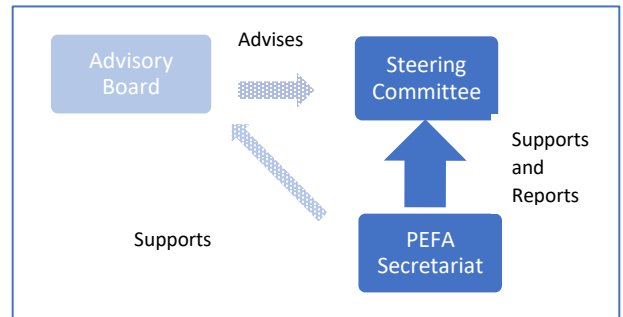 Advises
Advisory
Board
Steering
Committee
Supports
and
Reports
Supports
PEFA
Secretariat